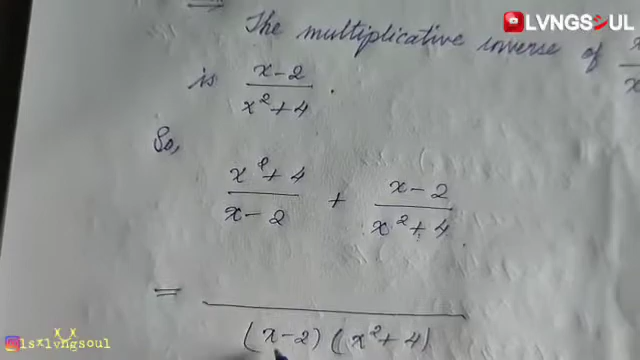 LVNGSOUL
The multiplicative inverse of x
is x-2/x²+4.
So,
x²+4/x-2 + x-2/x²+4.
=
(x-2)(x²+4)
1sxlvngsoul